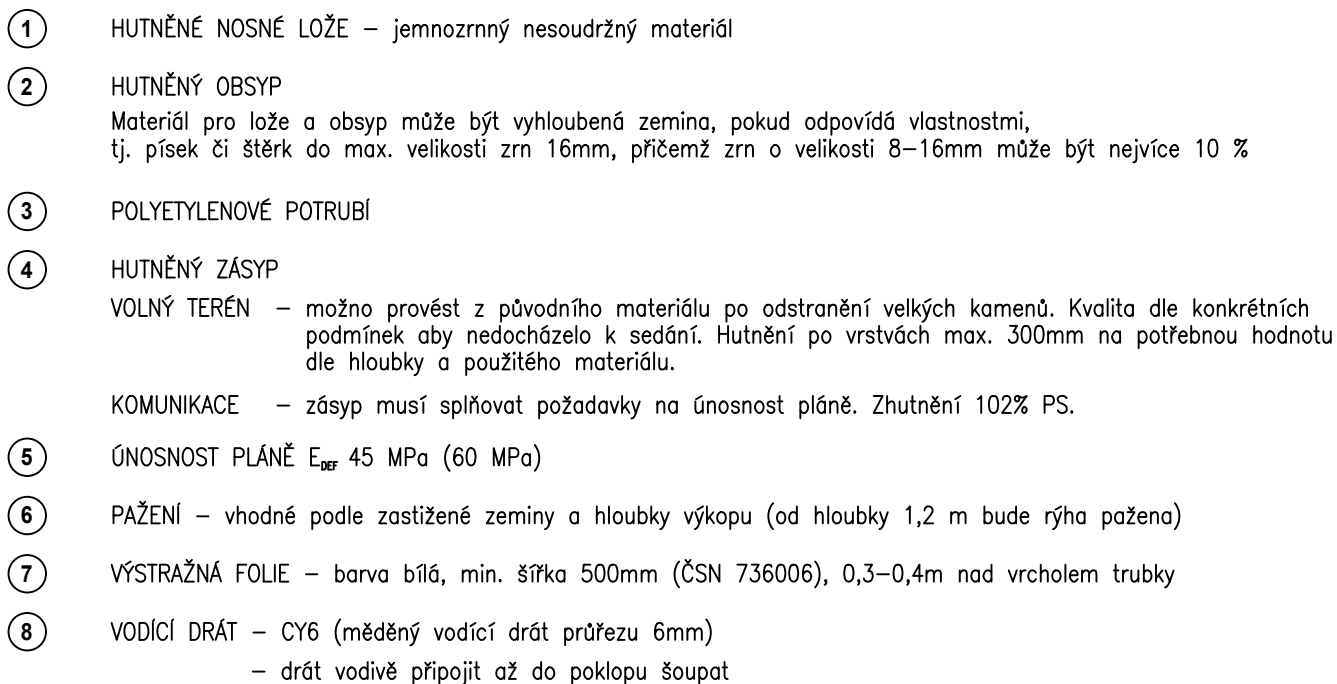 1 HUTNĚNÉ NOSNÉ LOŽE – jemnozrnný nesoudržný materiál
2 HUTNĚNÝ OBSYP
Materiál pro lože a obsyp může být vyhloubená zemina, pokud odpovídá vlastnostmi,
tj. písek či štěrk do max. velikosti zrn 16mm, přičemž zrn o velikosti 8–16mm může být nejvíce 10 %
3 POLYETYLENOVÉ POTRUBÍ
4 HUTNĚNÝ ZÁSYP
VOLNÝ TERÉN – možno provést z původního materiálu po odstranění velkých kamenů. Kvalita dle konkrétních
podmínek aby nedocházelo k sedání. Hutnění po vrstvách max. 300mm na potřebnou hodnotu
dle hloubky a použitého materiálu.
KOMUNIKACE – zásyp musí splňovat požadavky na únosnost pláně. Zhutnění 102% PS.
5 ÚNOSNOST PLÁNĚ EDEF 45 MPa (60 MPa)
6 PAŽENÍ – vhodné podle zastižené zeminy a hloubky výkopu (od hloubky 1,2 m bude rýha pažena)
7 VÝSTRAŽNÁ FOLIE – barva bílá, min. šířka 500mm (ČSN 736006), 0,3–0,4m nad vrcholem trubky
8 VODÍCÍ DRÁT – CY6 (měděný vodící drát průřezu 6mm)
– drát vodivě připojit až do poklopu šoupat